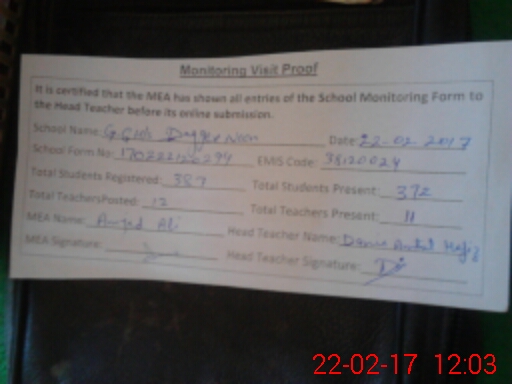 Monitoring Visit Proof
It is certified that the MEA has shown all entries of the School Monitoring Form to
the Head Teacher before its online submission.
School Name: Date: 22-02-2017
School Form No: EMIS Code: 38120024
Total Students Registered: 387 Total Students Present: 372
Total TeachersPosted: 12 Total Teachers Present: 11
MEA Name: Amjad Ali Head Teacher Name:
MEA Signature: Head Teacher Signature:
22-02-17 12:03